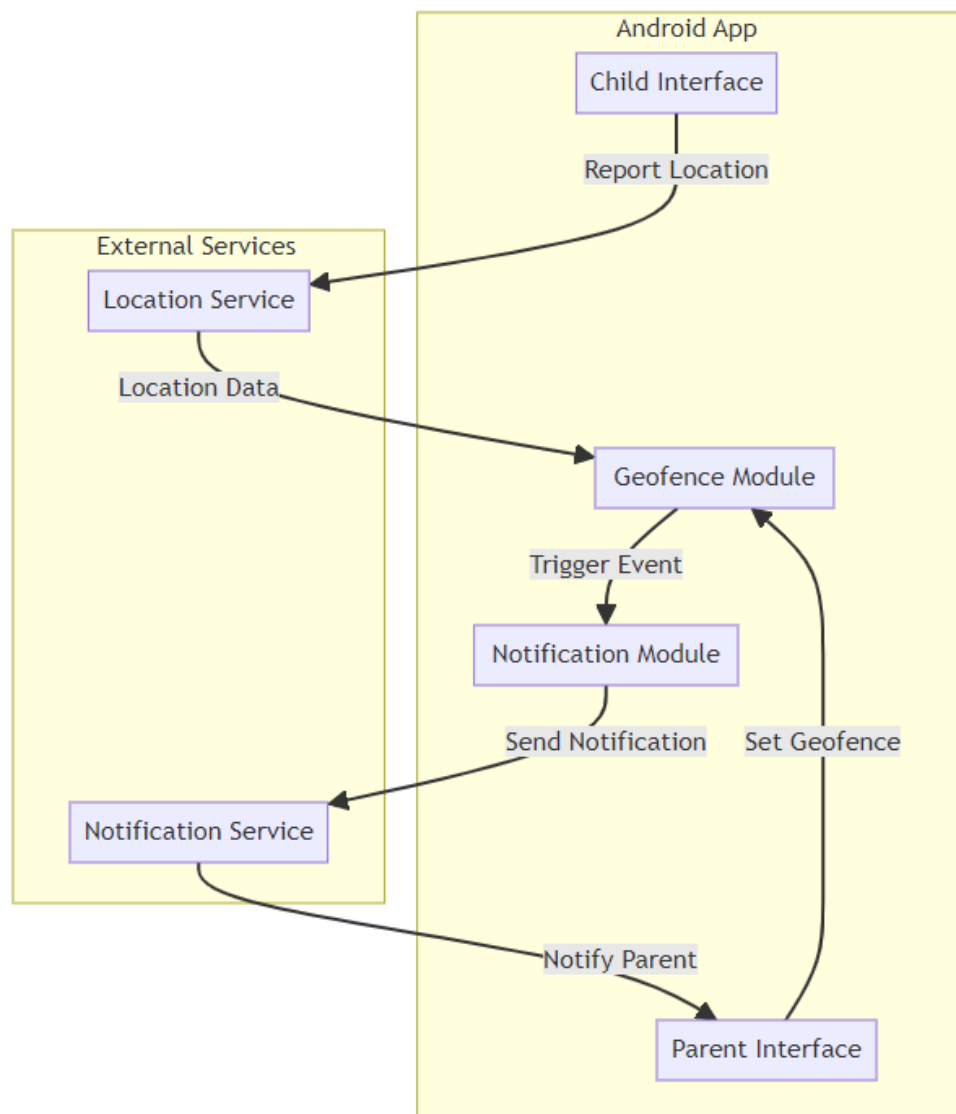 Android App
Child Interface
Report Location
External Services
Location Service
Location Data
Geofence Module
Trigger Event
Notification Module
Send Notification
Set Geofence
Notification Service
Notify Parent
Parent Interface